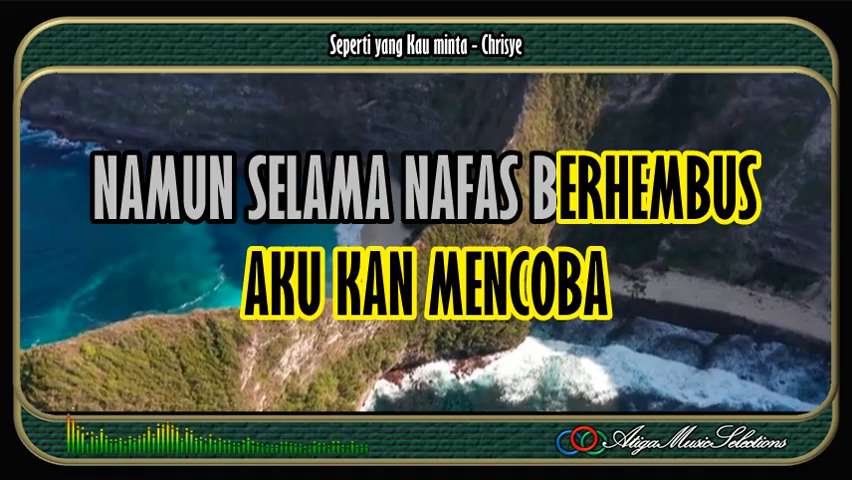 Seperti yang Kau minta - Chrisye
NAMUN SELAMA NAFAS BERHEMBUS
AKU KAN MENCOBA
AtigaMusicSelections